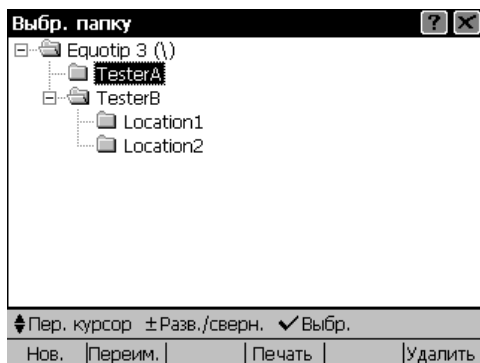 Выбр. папку
Equotip 3 (\)
TesterA
TesterB
Location1
Location2
Пер. курсор ±Разв./сверн. Выбр.
Нов. Переим. Печать Удалить